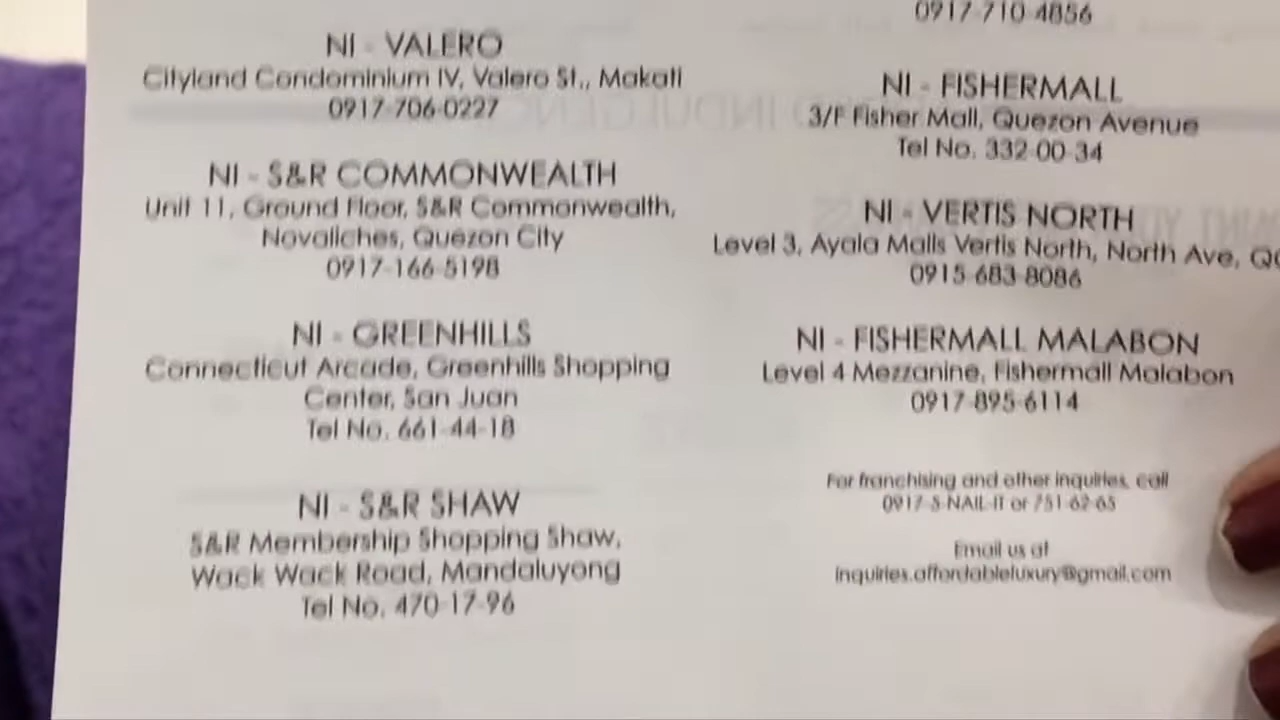 NI - VALERO
Cityland Condominium IV, Valero St., Makati
0917-706-0227
NI - S&R COMMONWEALTH
Unit 11, Ground Floor, S&R Commonwealth,
Novaliches, Quezon City
0917-166-5198
NI - GREENHILLS
Connecticut Arcade, Greenhills Shopping
Center, San Juan
Tel No. 661-44-18
NI - S&R SHAW
S&R Membership Shopping Shaw,
Wack Wack Road, Mandaluyong
Tel No. 470-17-96
0917-710-4856
NI - FISHERMALL
3/F Fisher Mall, Quezon Avenue
Tel No. 332-00-34
NI - VERTIS NORTH
Level 3, Ayala Malls Vertis North, North Ave, QC
0915-683-8086
NI - FISHERMALL MALABON
Level 4 Mezzanine, Fishermall Malabon
0917-895-6114
For franchising and other inquiries, call
0917-5-NAIL-IT or 751-62-65
Email us at
inquiries.affordableluxury@gmail.com